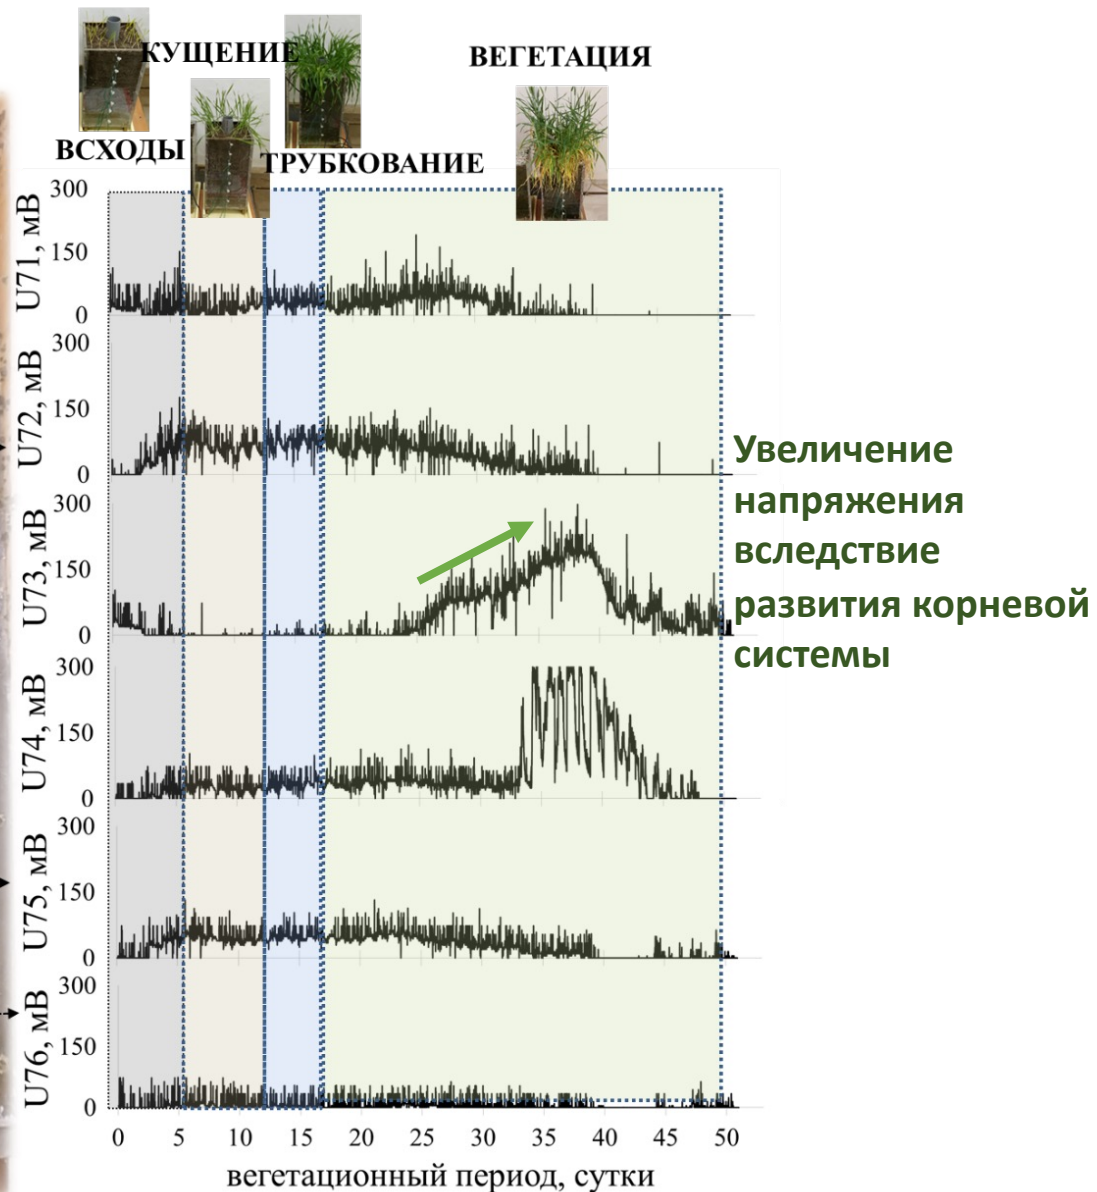 КУЩЕНИЕ
ВЕГЕТАЦИЯ
ВСХОДЫ
ТРУБКОВАНИЕ
300
150
0
U71, мВ
300
150
0
U72, мВ
300
150
0
U73, мВ
300
150
0
U74, мВ
300
150
0
U75, мВ
300
150
0
U76, мВ
Увеличение
напряжения
вследствие
развития корневой
системы
0 5 10 15 20 25 30 35 40 45 50
вегетационный период, сутки